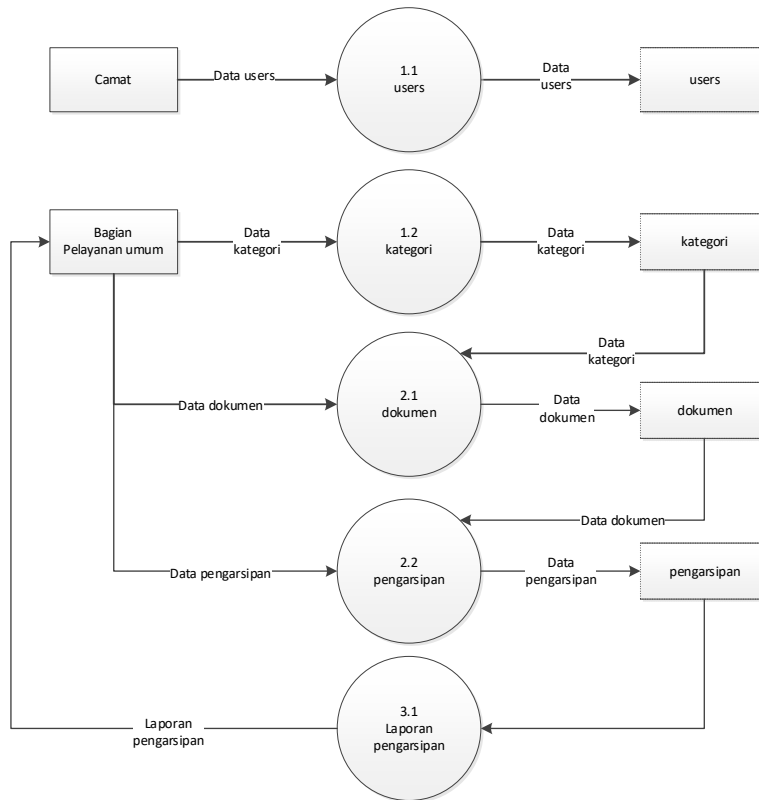 Camat
Data users
1.1
users
Data
users
users
Bagian
Pelayanan umum
Data
kategori
1.2
kategori
Data
kategori
kategori
Data
kategori
Data dokumen
2.1
dokumen
Data
dokumen
dokumen
Data dokumen
Data pengarsipan
2.2
pengarsipan
Data
pengarsipan
pengarsipan
Laporan
pengarsipan
3.1
Laporan
pengarsipan